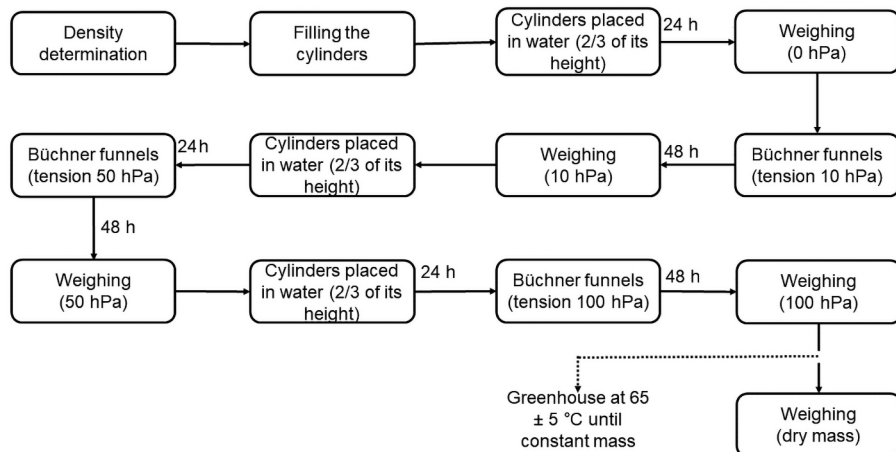 Density
determination
Filling the
cylinders
Cylinders placed
in water (2/3 of its
height)
24 h
Weighing
(0 hPa)
Büchner funnels
(tension 50 hPa)
24h
Cylinders placed
in water (2/3 of its
height)
Weighing
(10 hPa)
48 h
Büchner funnels
(tension 10 hPa)
48 h
Weighing
(50 hPa)
Cylinders placed
in water (2/3 of its
height)
24 h
Büchner funnels
(tension 100 hPa)
48 h
Weighing
(100 hPa)
Greenhouse at 65
± 5 °C until
constant mass
Weighing
(dry mass)